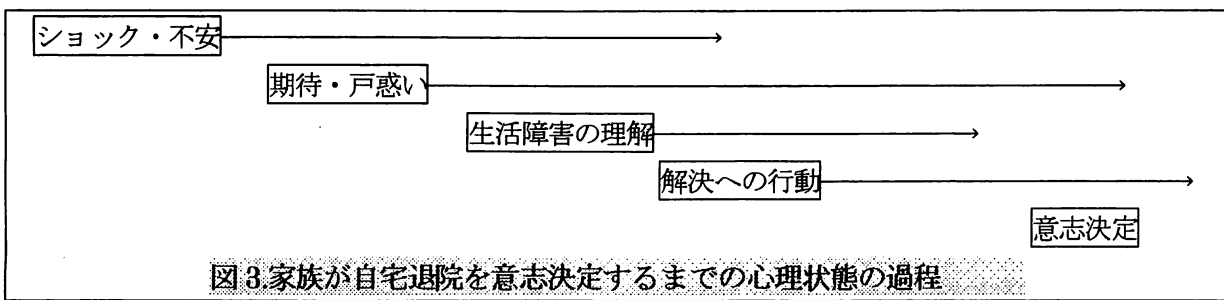 ショック・不安
期待・戸惑い
生活障害の理解
解決への行動
意志決定
図3.家族が自宅退院を意志決定するまでの心理状態の過程